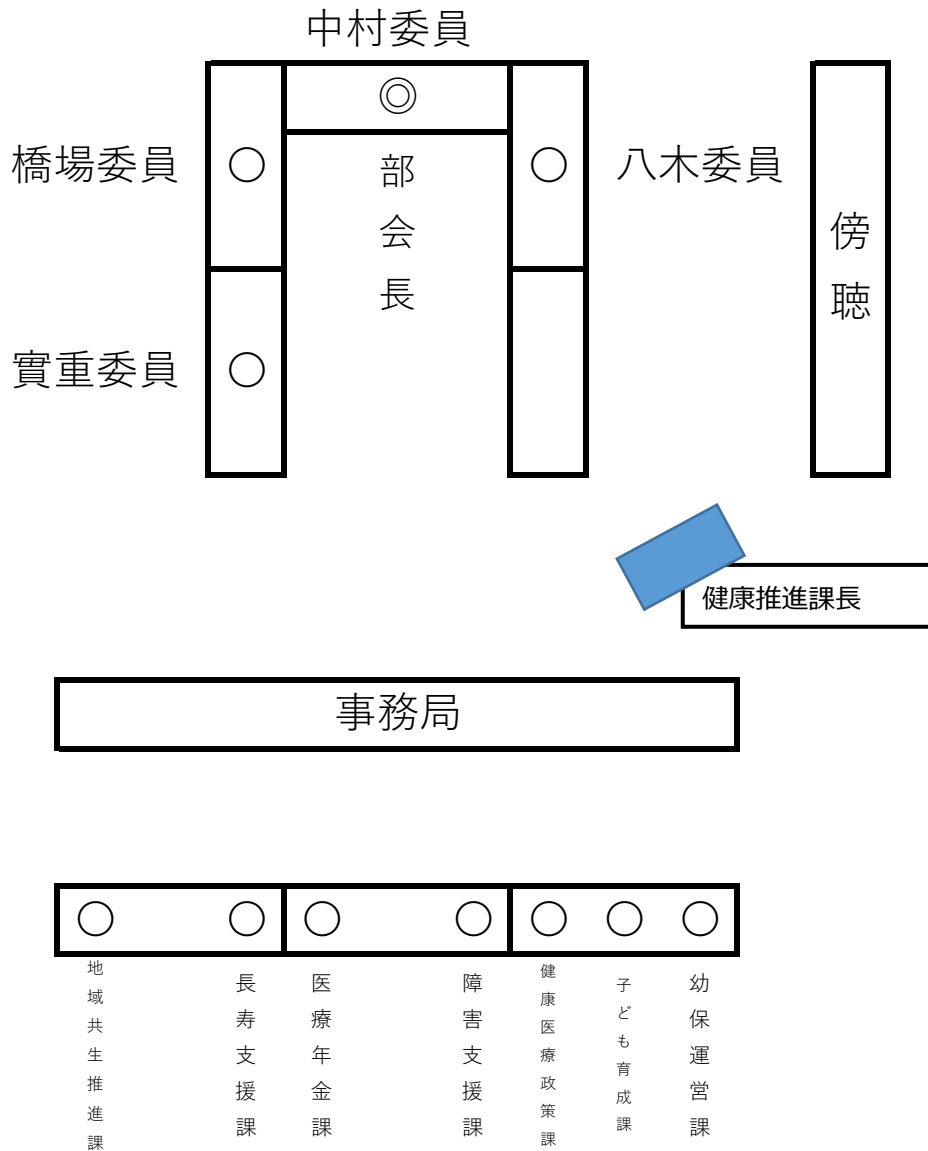 中村委員
◎
部会長
橋場委員
○
○
八木委員
實重委員
○
傍聴
健康推進課長
事務局
○ ○ ○ ○ ○ ○ ○
地域共生推進課
長寿支援課
医療年金課
障害支援課
健康医療政策課
子ども育成課
幼保運営課